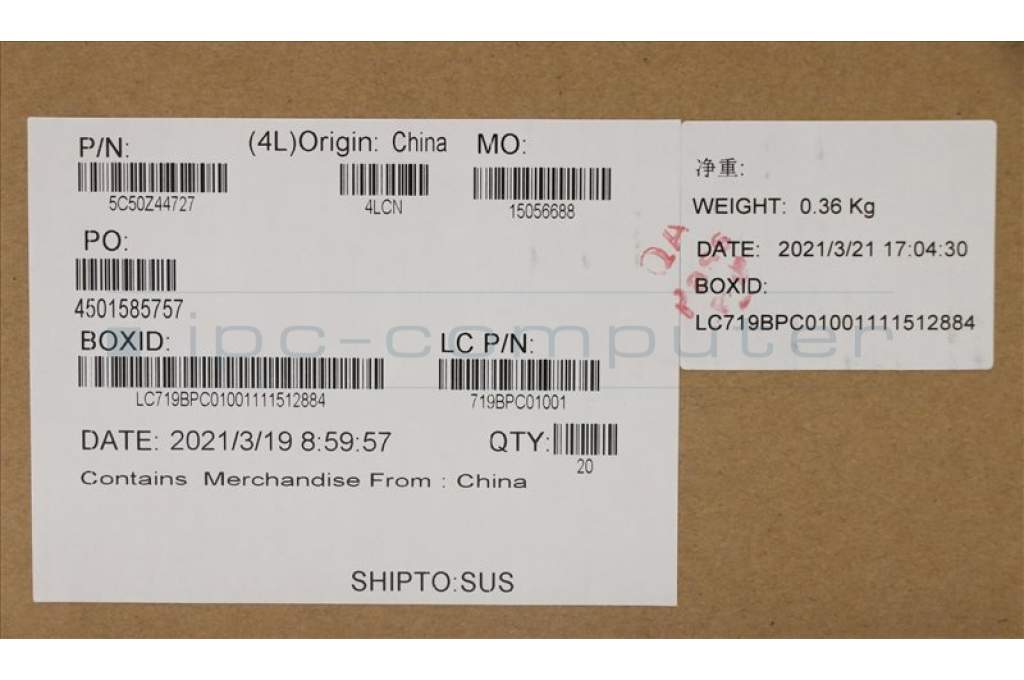 P/N: (4L)Origin: China MO:
5C50Z44727 4LCN 15056688
PO:
4501585757
BOXID: LC P/N:
LC719BPC01001111512884 719BPC01001
DATE: 2021/3/19 8:59:57 QTY:
20
Contains Merchandise From : China
SHIPTO:SUS
净重:
WEIGHT: 0.36 Kg
DATE: 2021/3/21 17:04:30
BOXID:
LC719BPC01001111512884
QA
ipc-computer